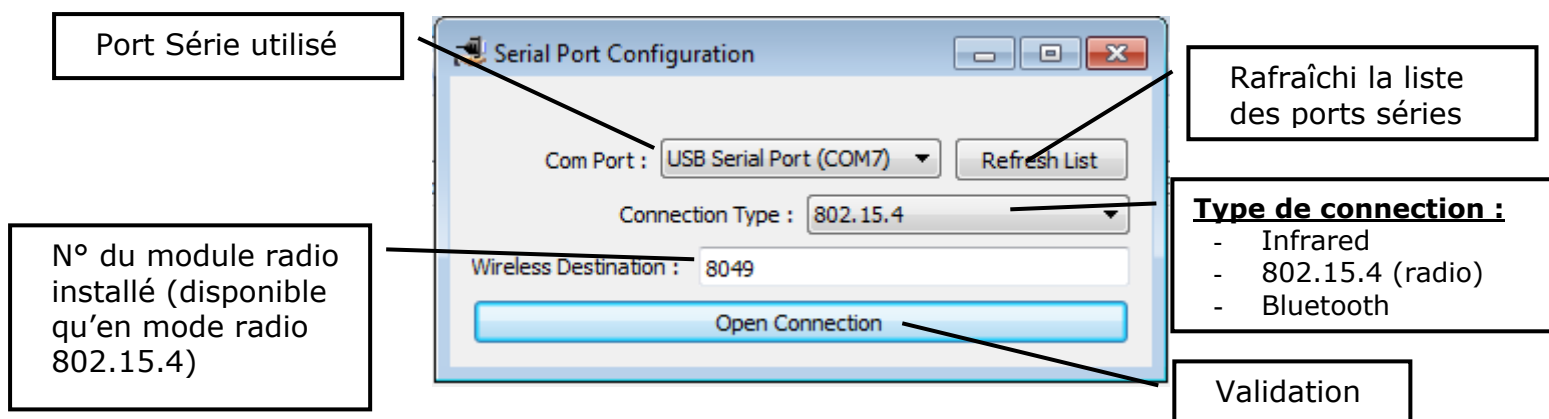 Port Série utilisé
Serial Port Configuration
Rafraîchi la liste
des ports séries
Com Port :
USB Serial Port (COM7)
Refresh List
Connection Type :
802.15.4
Type de connection :
- Infrared
- 802.15.4 (radio)
- Bluetooth
N° du module radio
installé (disponible
qu’en mode radio
802.15.4)
Wireless Destination :
8049
Open Connection
Validation